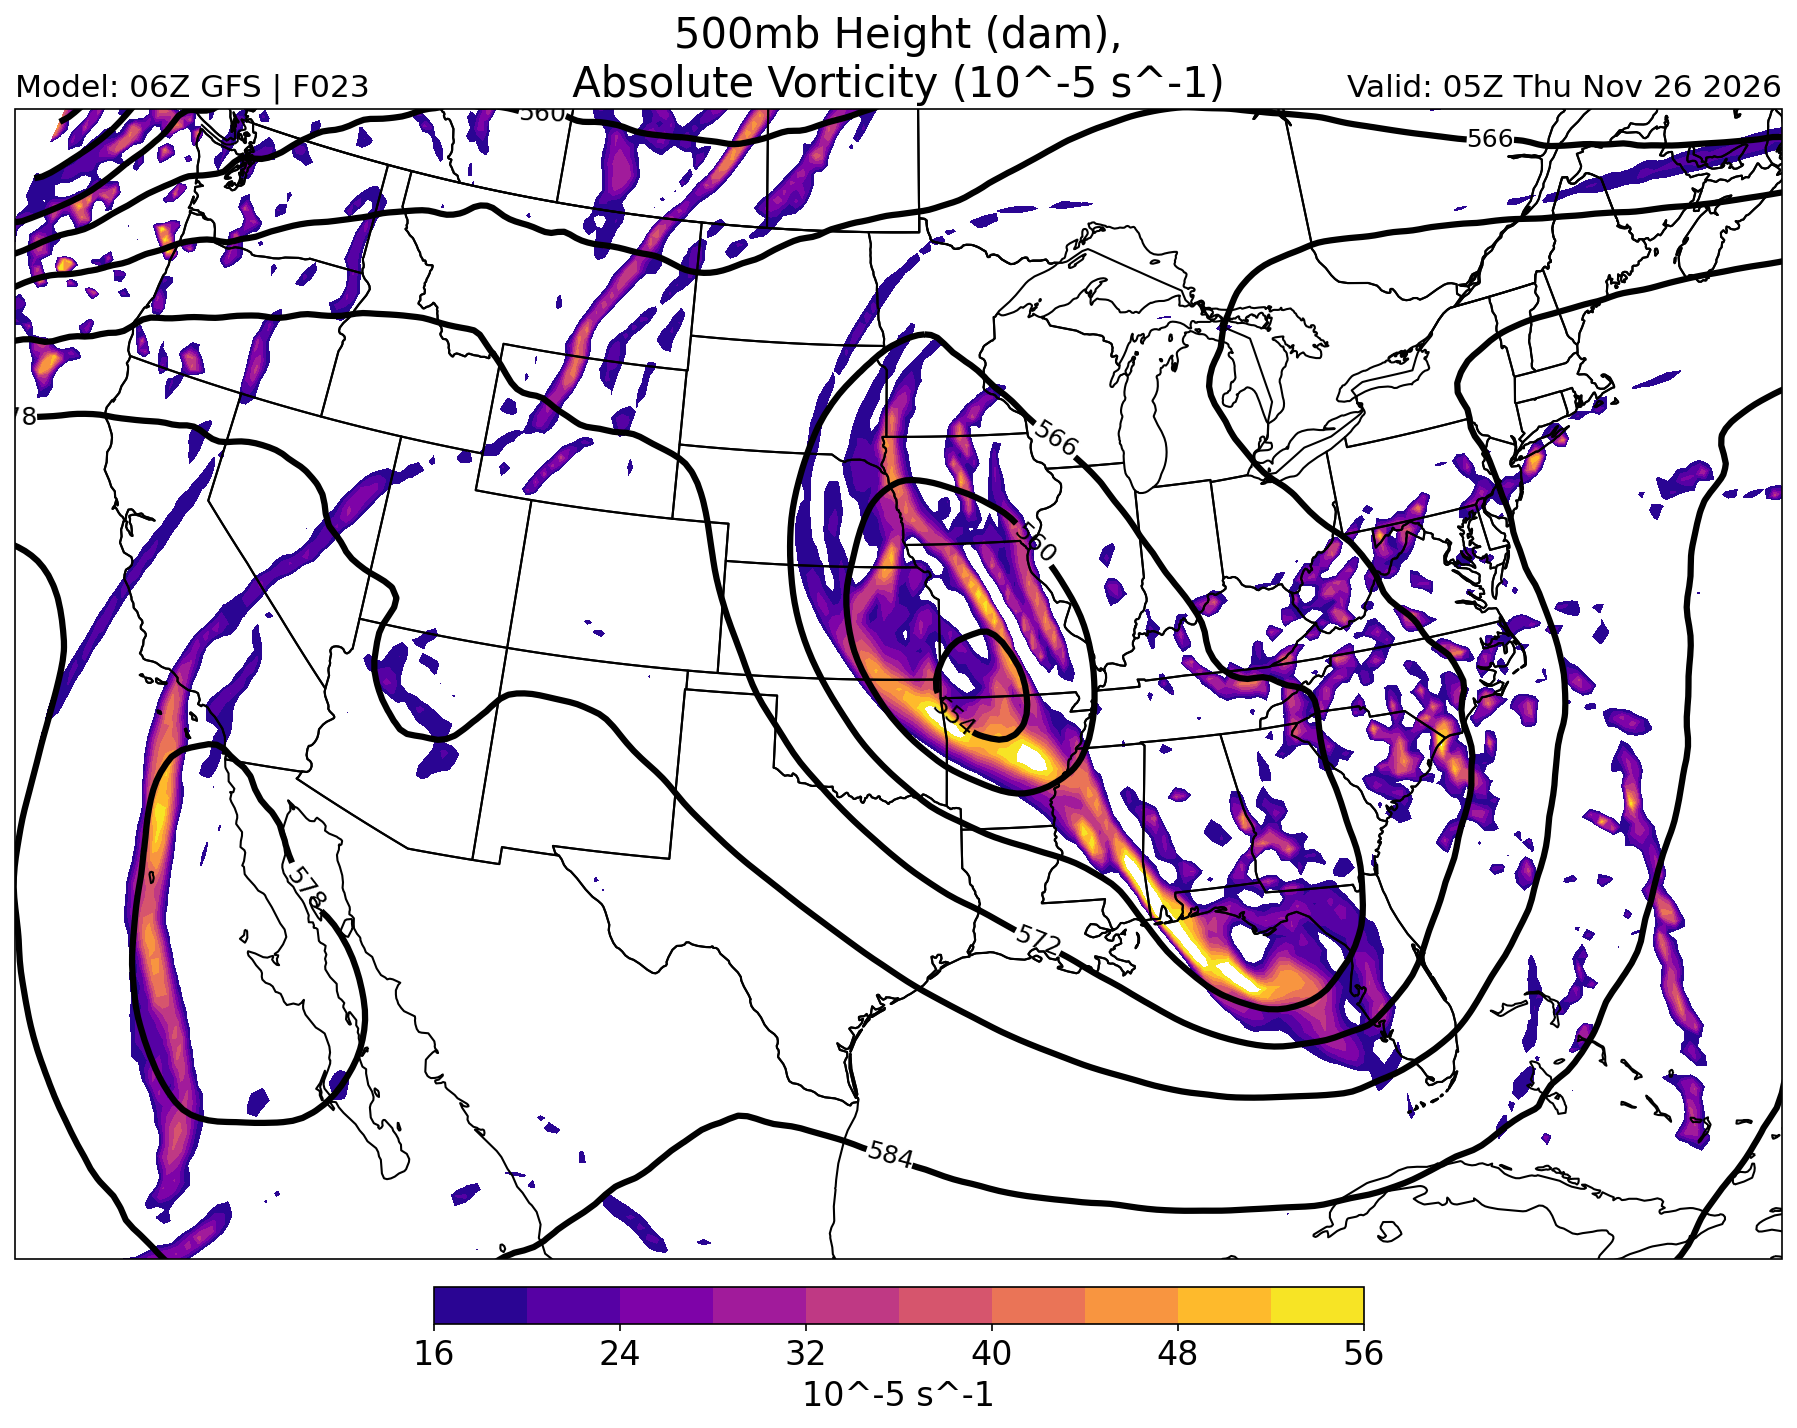 500mb Height (dam),
Absolute Vorticity (10^-5 s^-1)
Model: 06Z GFS | F023
Valid: 05Z Thu Nov 26 2026
560
566
78
566
560
554
578
572
584
16 24 32 40 48 56
10^-5 s^-1